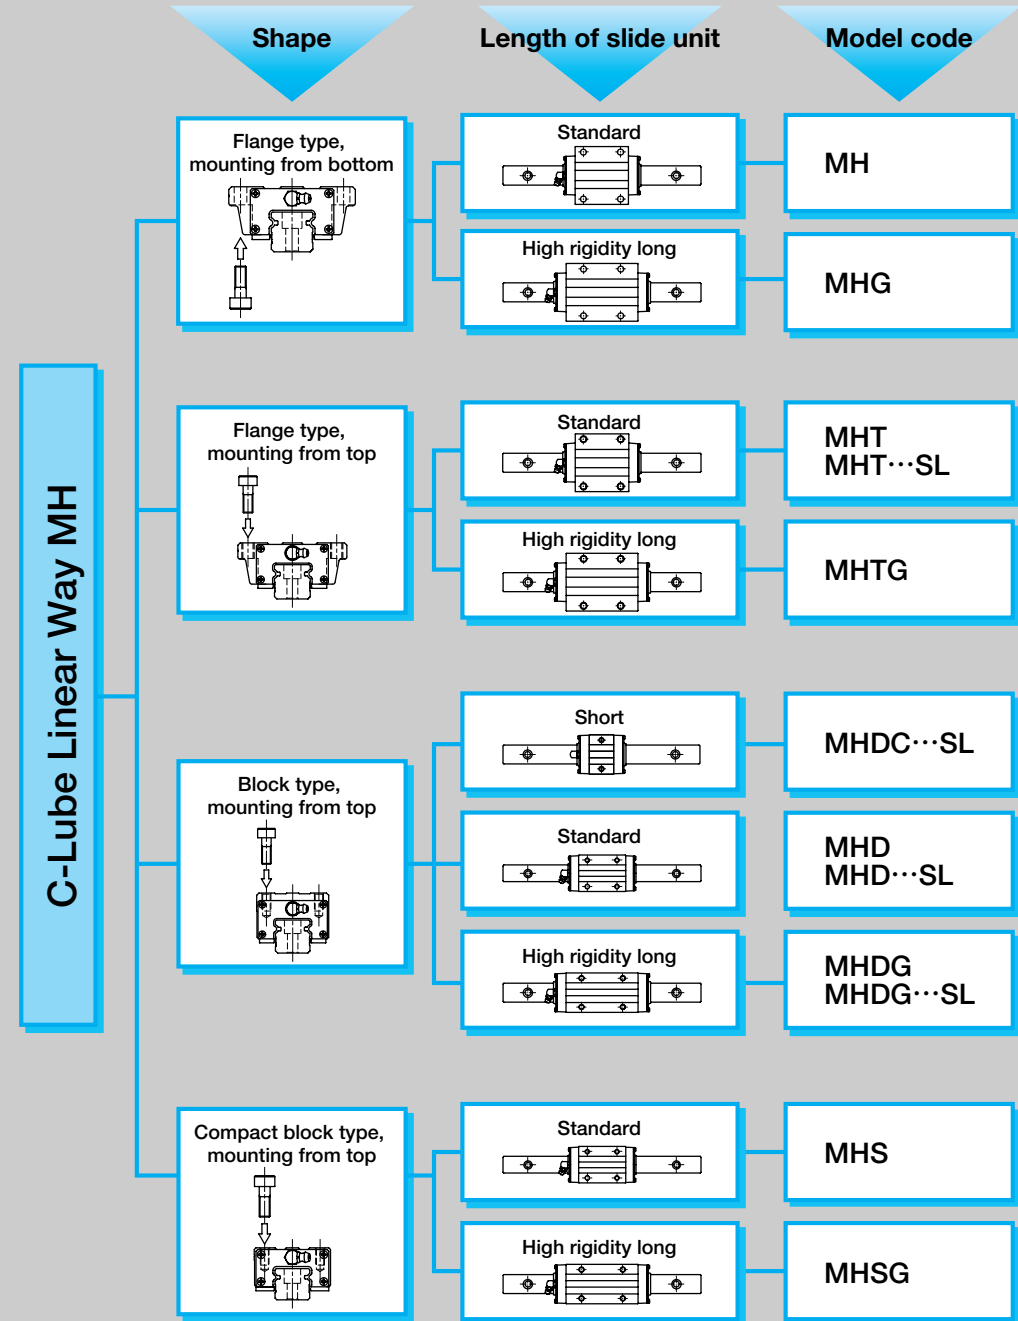 Shape
Length of slide unit
Model code
C-Lube Linear Way MH
Flange type,
mounting from bottom
Standard
MH
High rigidity long
MHG
Flange type,
mounting from top
Standard
MHT
MHT···SL
High rigidity long
MHTG
Block type,
mounting from top
Short
MHDC···SL
Standard
MHD
MHD···SL
High rigidity long
MHDG
MHDG···SL
Compact block type,
mounting from top
Standard
MHS
High rigidity long
MHSG